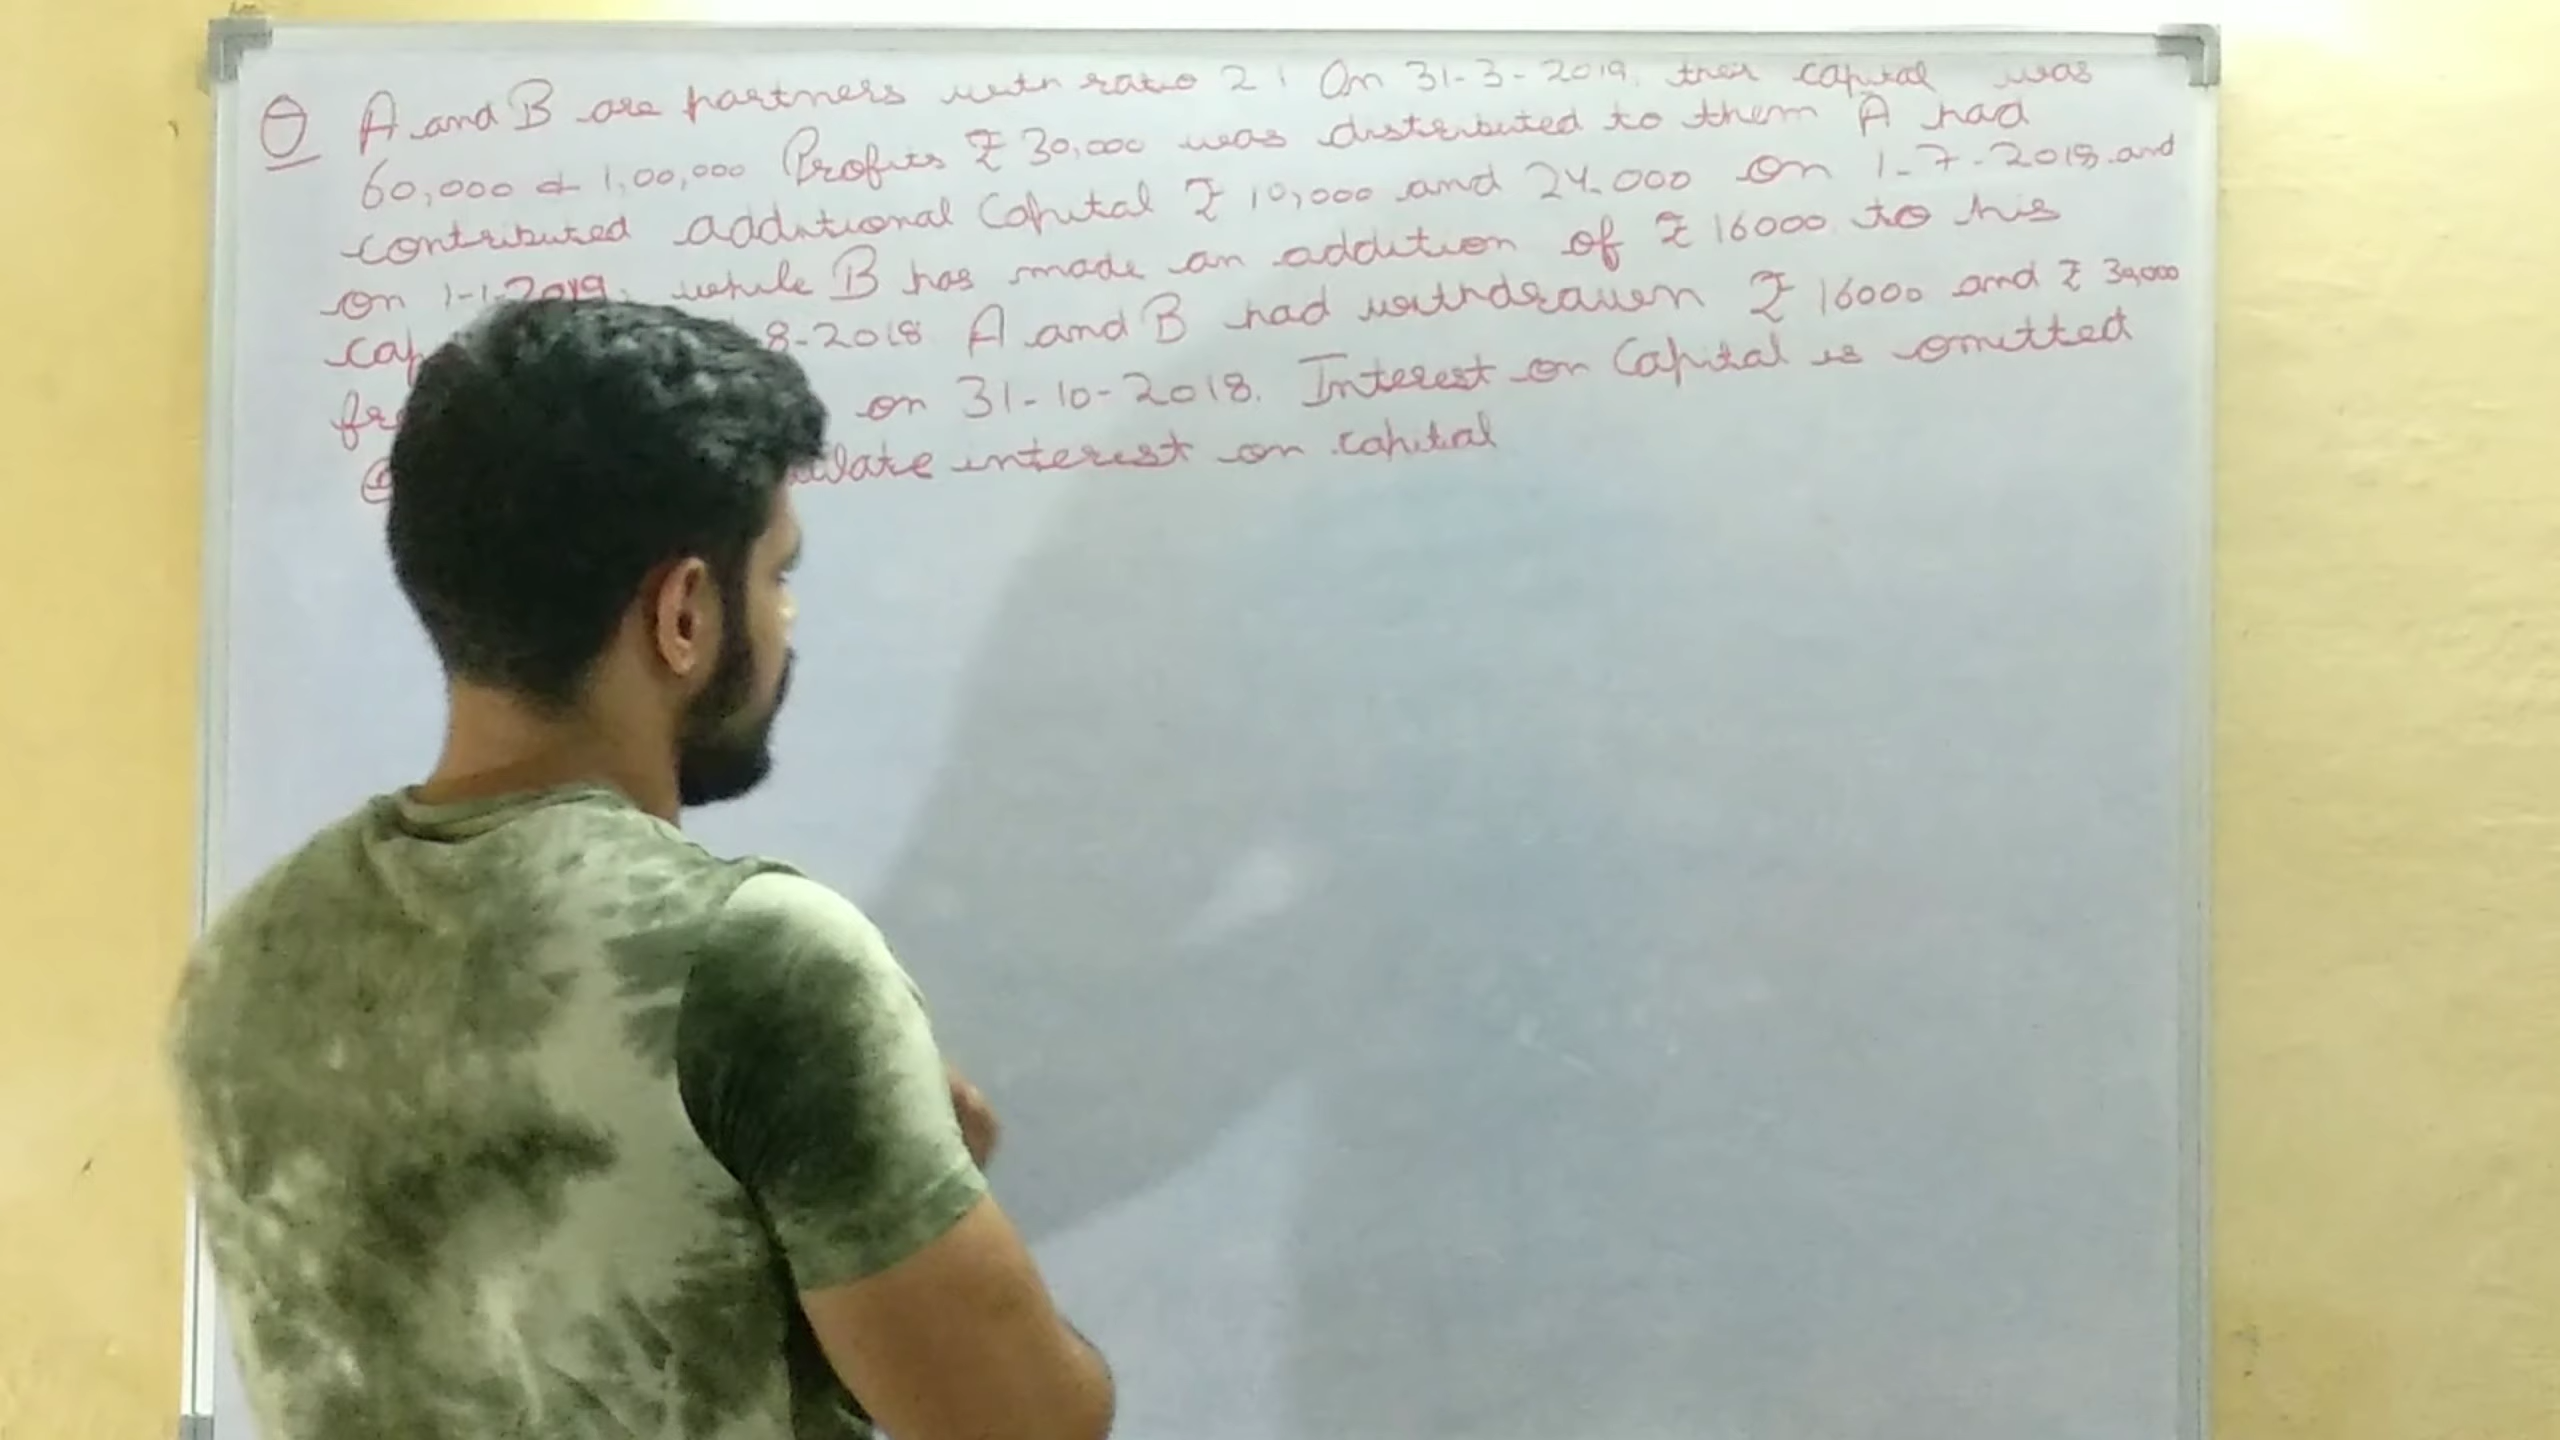 Q A and B are partners with ratio 2:1 On 31-3-2019. their capital was
60,000 & 1,00,000 Profits ₹ 30,000 was distributed to them A had
contributed additional Capital ₹ 10,000 and 24,000 on 1-7-2018 and
on 1-1-2019, while B has made an addition of ₹ 16000 to his
8-2018 A and B had withdrawen ₹ 16000 and ₹ 30,000
on 31-10-2018. Interest on Capital is omitted
interest on capital